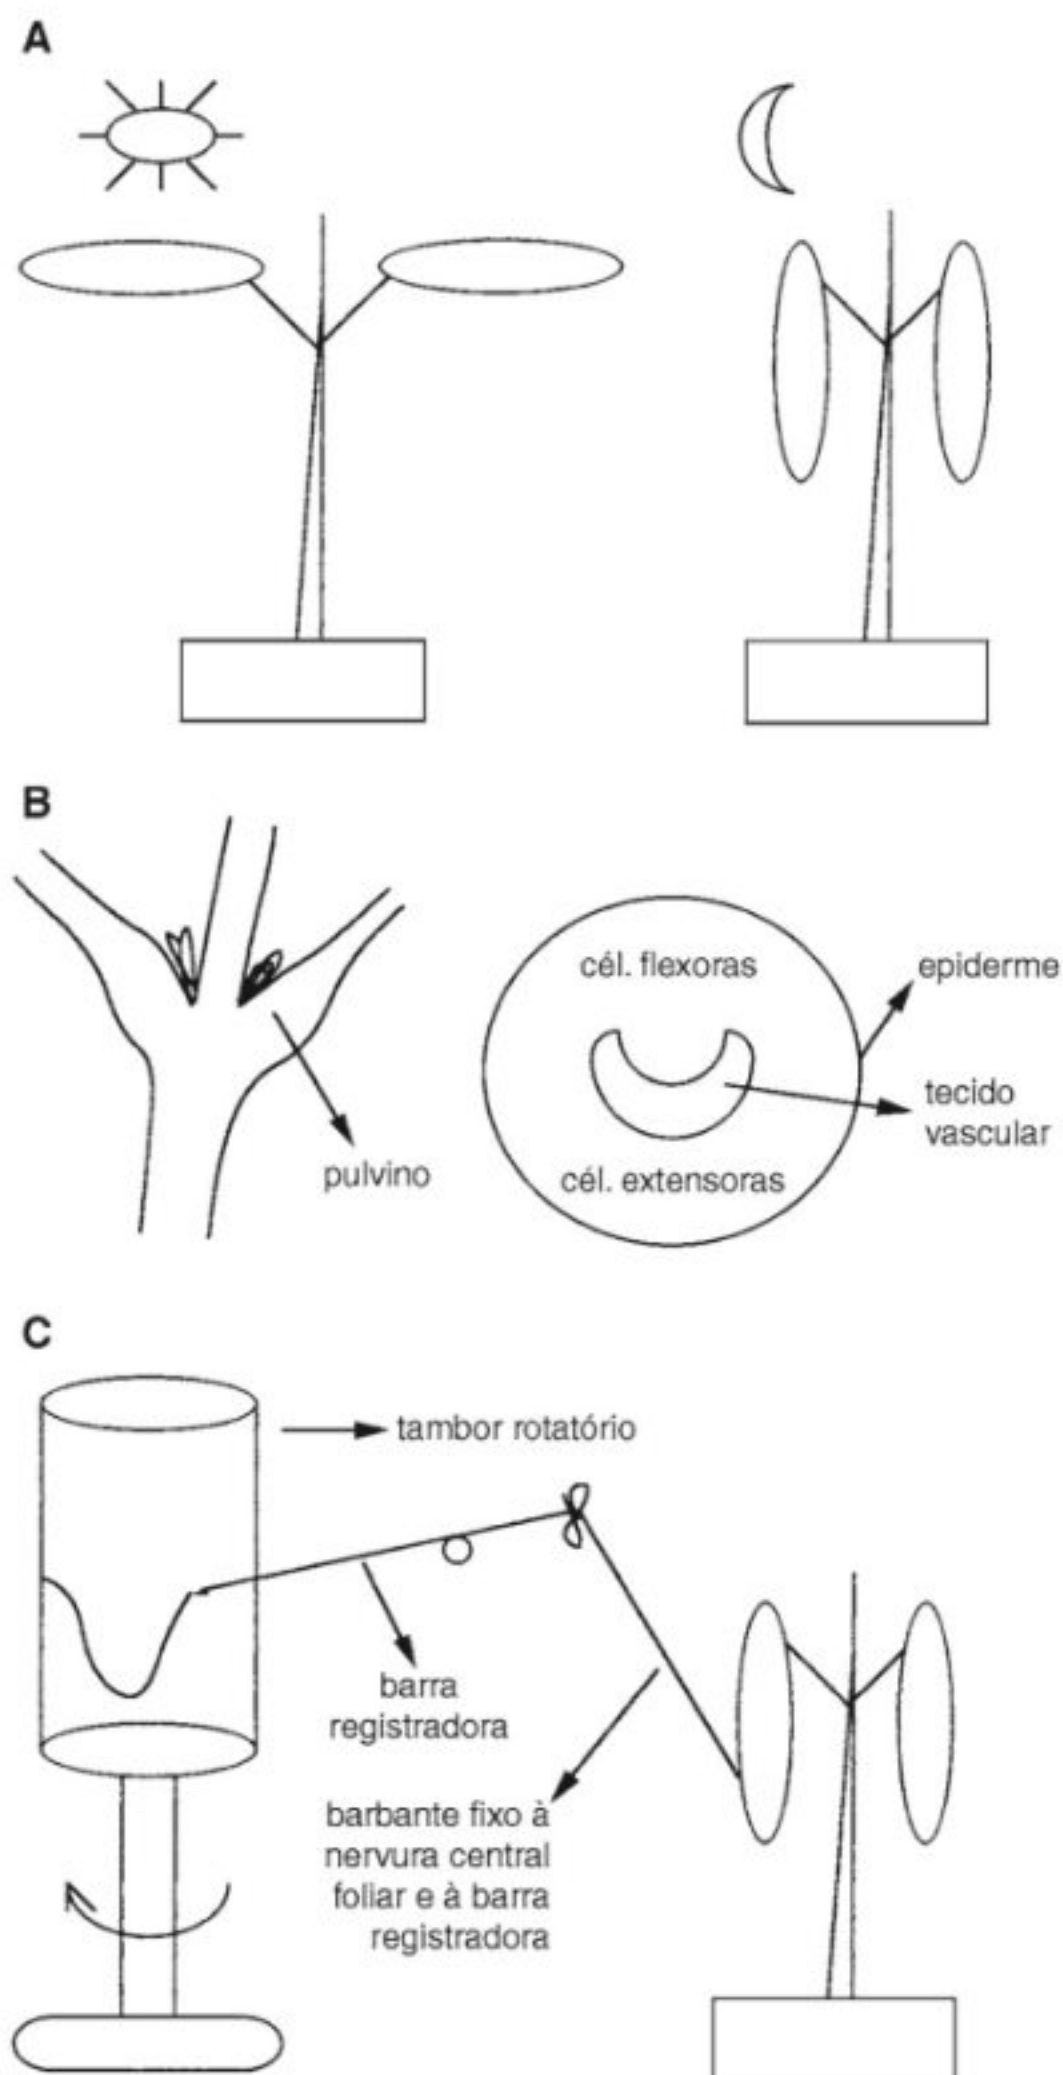 A
B
cél. flexoras
epiderme
tecido
vascular
cél. extensoras
pulvino
C
tambor rotatório
barra
registradora
barbante fixo à
nervura central
foliar e à barra
registradora